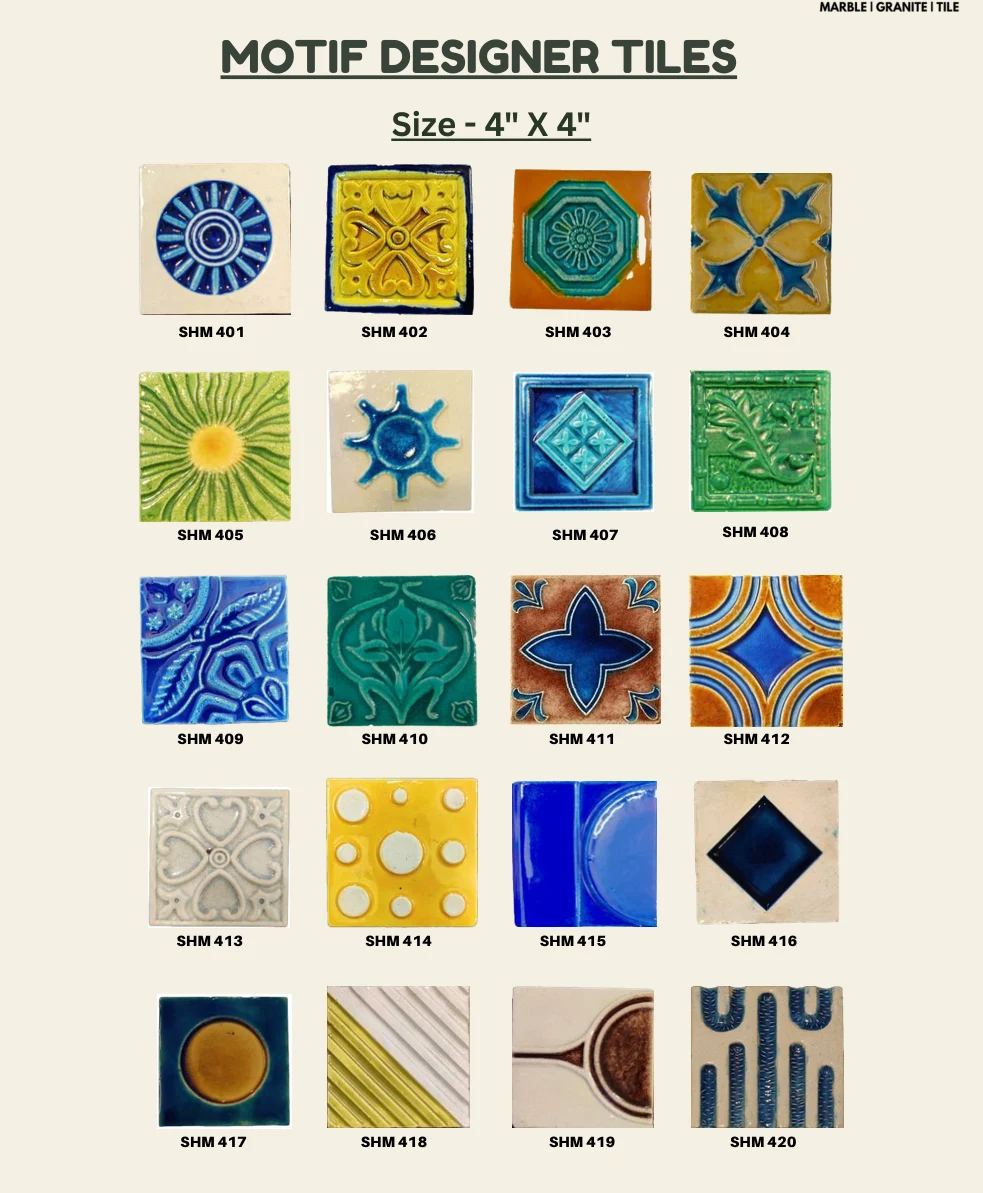 MARBLE | GRANITE | TILE
MOTIF DESIGNER TILES
Size - 4" X 4"
SHM 401 SHM 402 SHM 403 SHM 404
SHM 405 SHM 406 SHM 407 SHM 408
SHM 409 SHM 410 SHM 411 SHM 412
SHM 413 SHM 414 SHM 415 SHM 416
SHM 417 SHM 418 SHM 419 SHM 420